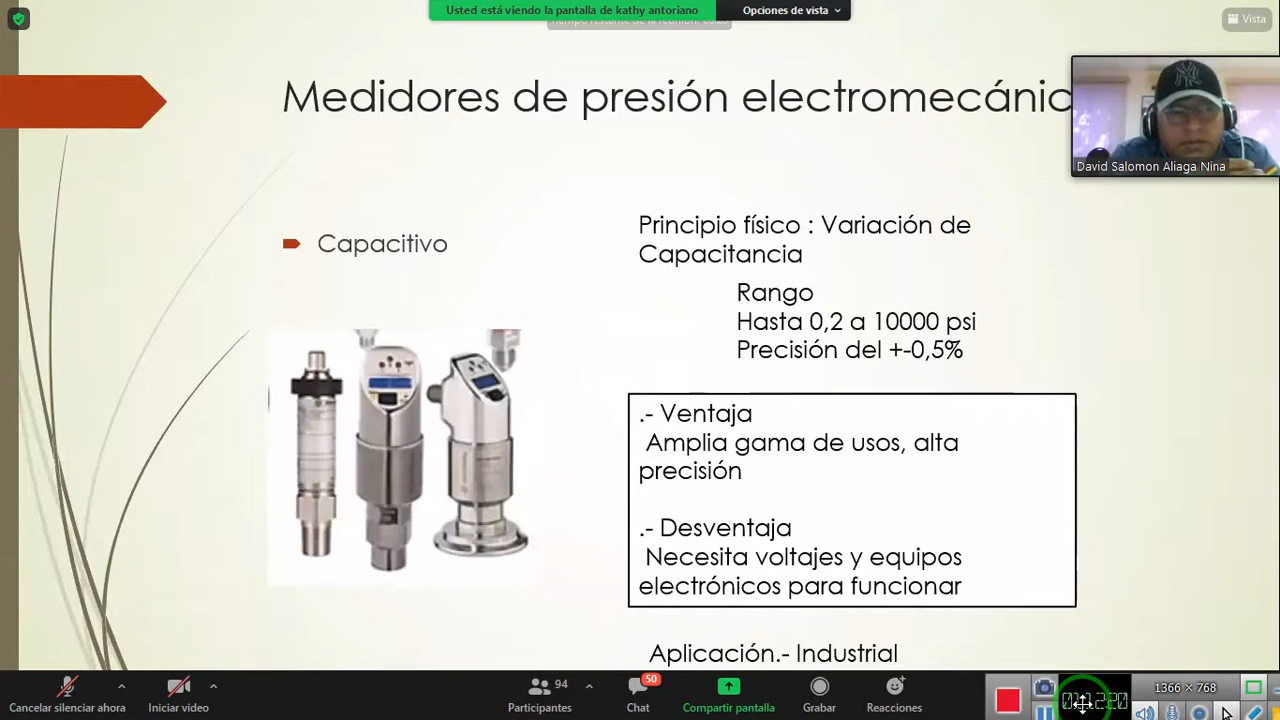 Usted está viendo la pantalla de kathy antoriano
Opciones de vista
Vista
Medidores de presión electromecánic
David Salomon Aliaga Nina
Capacitivo
Principio físico : Variación de
Capacitancia
Rango
Hasta 0,2 a 10000 psi
Precisión del +-0,5%
.- Ventaja
Amplia gama de usos, alta
precisión
.- Desventaja
Necesita voltajes y equipos
electrónicos para funcionar
Aplicación.- Industrial
Cancelar silenciar ahora
Iniciar video
94
Participantes
50
Chat
Compartir pantalla
Grabar
Reacciones
1366 × 768